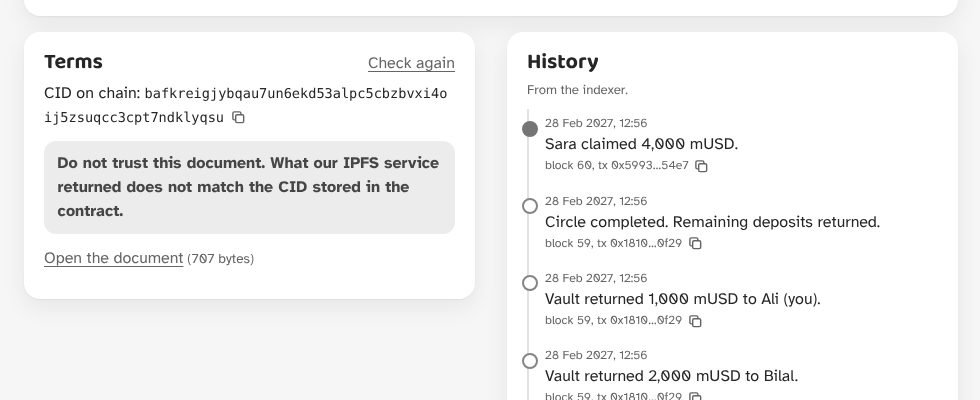 Terms
Check again
CID on chain: bafkreigjybqau7un6ekd53alpc5cbzbvxi4o
ij5zsuqcc3cpt7ndklyqsu
Do not trust this document. What our IPFS service
returned does not match the CID stored in the
contract.
Open the document (707 bytes)
History
From the indexer.
28 Feb 2027, 12:56
Sara claimed 4,000 mUSD.
block 60, tx 0x5993...54e7
28 Feb 2027, 12:56
Circle completed. Remaining deposits returned.
block 59, tx 0x1810...0f29
28 Feb 2027, 12:56
Vault returned 1,000 mUSD to Ali (you).
block 59, tx 0x1810...0f29
28 Feb 2027, 12:56
Vault returned 2,000 mUSD to Bilal.
block 59, tx 0x1810...0f29